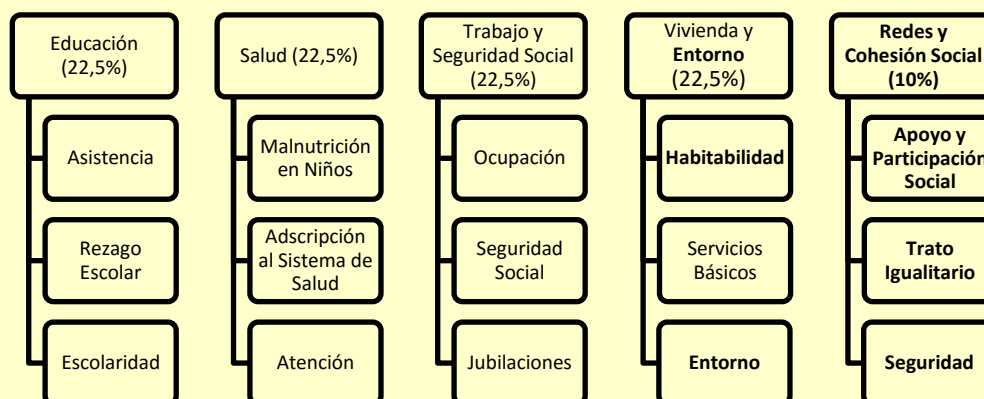 Educación
(22,5%)
Asistencia
Rezago
Escolar
Escolaridad
Salud (22,5%)
Malnutrición
en Niños
Adscripción
al Sistema de
Salud
Atención
Trabajo y
Seguridad Social
(22,5%)
Ocupación
Seguridad
Social
Jubilaciones
Vivienda y
Entorno
(22,5%)
Habitabilidad
Servicios
Básicos
Entorno
Redes y
Cohesión Social
(10%)
Apoyo y
Participación
Social
Trato
Igualitario
Seguridad